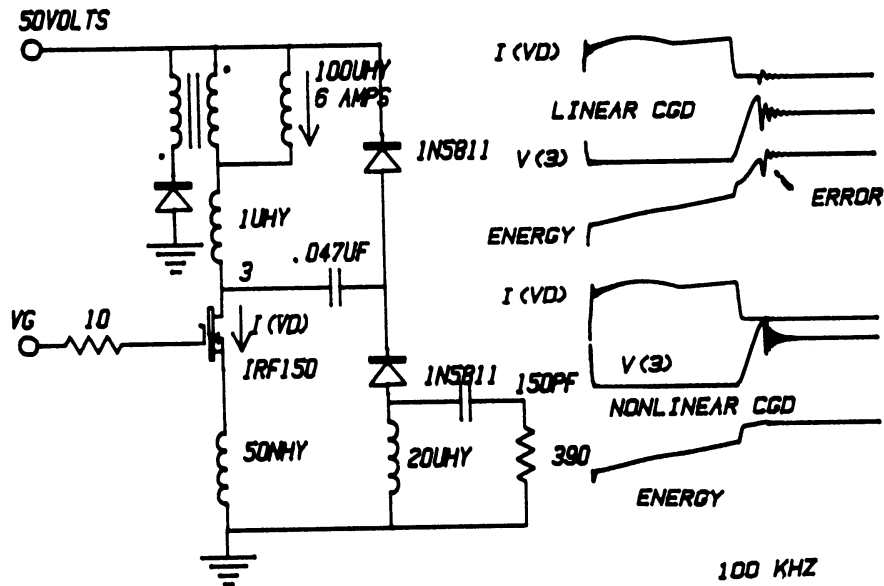 50VOLTS
100UHY
6 AMPS
1N5811
1UHY
.047UF
3
VG
10
I(VD)
IRF150
1N5811
150PF
50NHY
20UHY
390
I(VD)
LINEAR CGD
V(3)
ERROR
ENERGY
I(VD)
V(3)
NONLINEAR CGD
ENERGY
100 KHZ